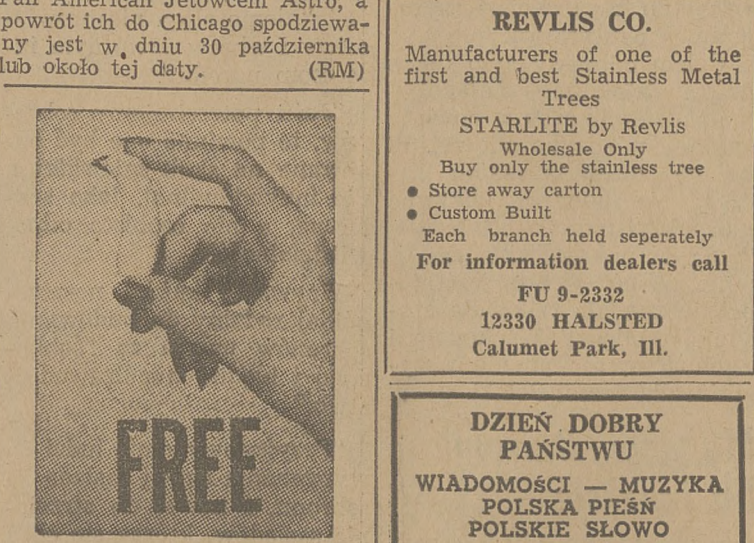 Pan American Jetowcem Astro, a
powrót ich do Chicago spodziewa-
ny jest w dniu 30 października
lub około tej daty. (RM)
FREE
REVLIS CO.
Manufacturers of one of the
first and best Stainless Metal
Trees
STARLITE by Revlis
Wholesale Only
Buy only the stainless tree
● Store away carton
● Custom Built
Each branch held seperately
For information dealers call
FU 9-2332
12330 HALSTED
Calumet Park, Ill.
DZIEŃ DOBRY
PAŃSTWU
WIADOMOŚCI — MUZYKA
POLSKA PIEŚŃ
POLSKIE SŁOWO